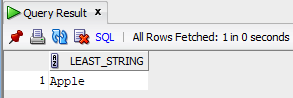 Query Result
SQL | All Rows Fetched: 1 in 0 seconds
LEAST_STRING
1 Apple